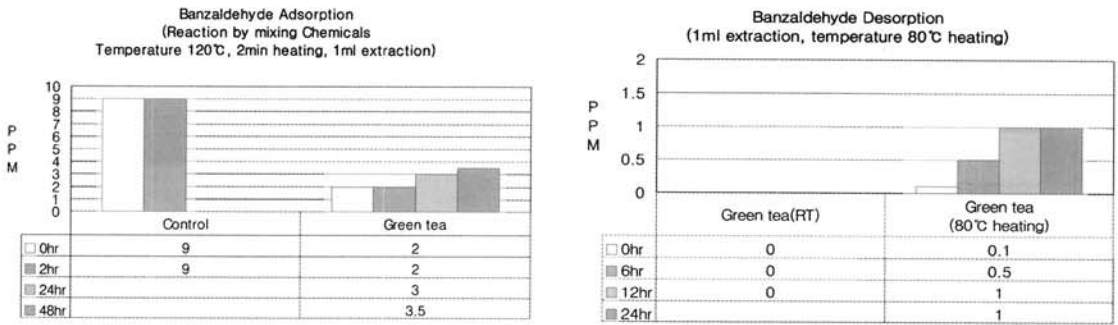 Banzaldehyde Adsorption
(Reaction by mixing Chemicals
Temperature 120℃, 2min heating, 1ml extraction)
PPM
10
9
8
7
6
5
4
3
2
1
0
Control Green tea
0hr 9 2
2hr 9 2
24hr 3
48hr 3.5
Banzaldehyde Desorption
(1ml extraction, temperature 80℃ heating)
PPM
2
1.5
1
0.5
0
Green tea(RT) Green tea
(80℃ heating)
0hr 0 0.1
6hr 0 0.5
12hr 0 1
24hr 1